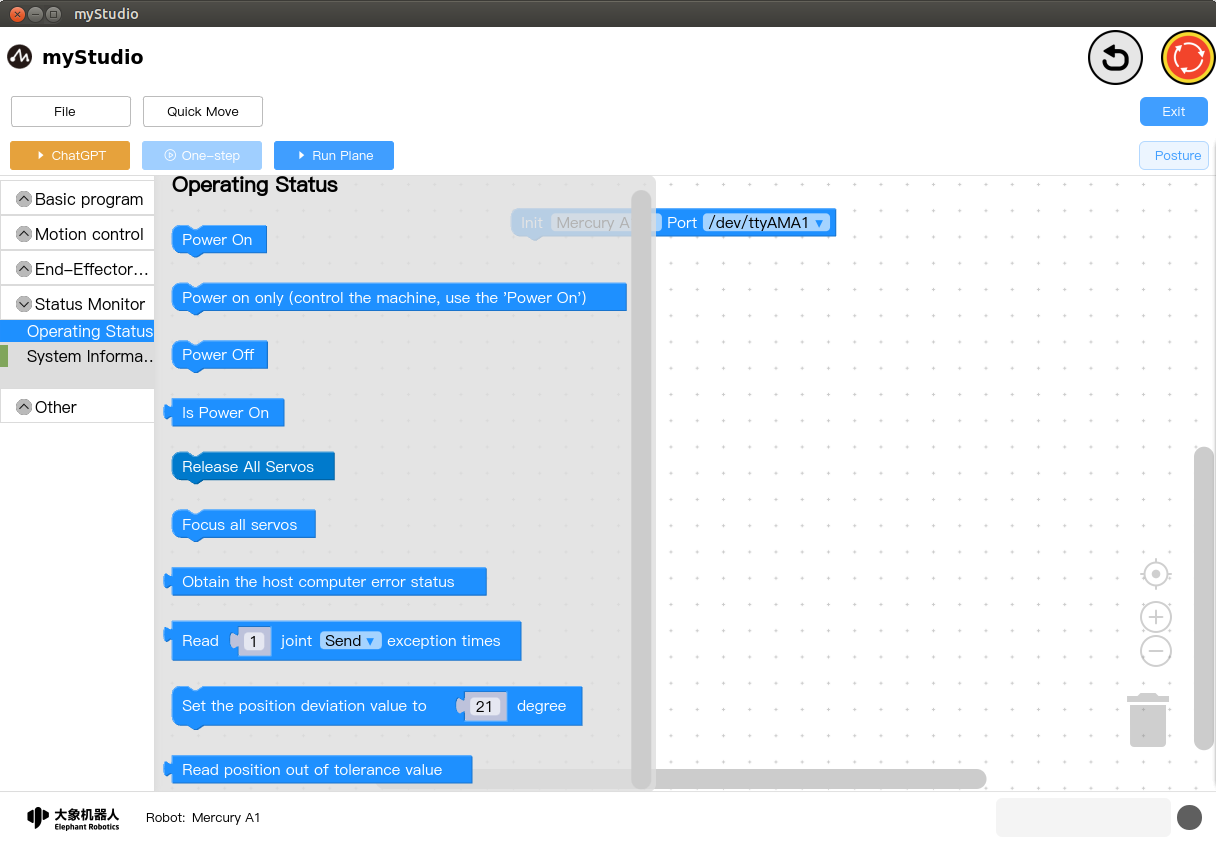 myStudio
myStudio
File
Quick Move
Exit
ChatGPT
One-step
Run Plane
Posture
Basic program
Motion control
End-Effector...
Status Monitor
Operating Status
System Informa..
Other
Operating Status
Init Mercury A Port /dev/ttyAMA1
Power On
Power on only (control the machine, use the 'Power On')
Power Off
Is Power On
Release All Servos
Focus all servos
Obtain the host computer error status
Read 1 joint Send exception times
Set the position deviation value to 21 degree
Read position out of tolerance value
大象机器人
Elephant Robotics
Robot: Mercury A1